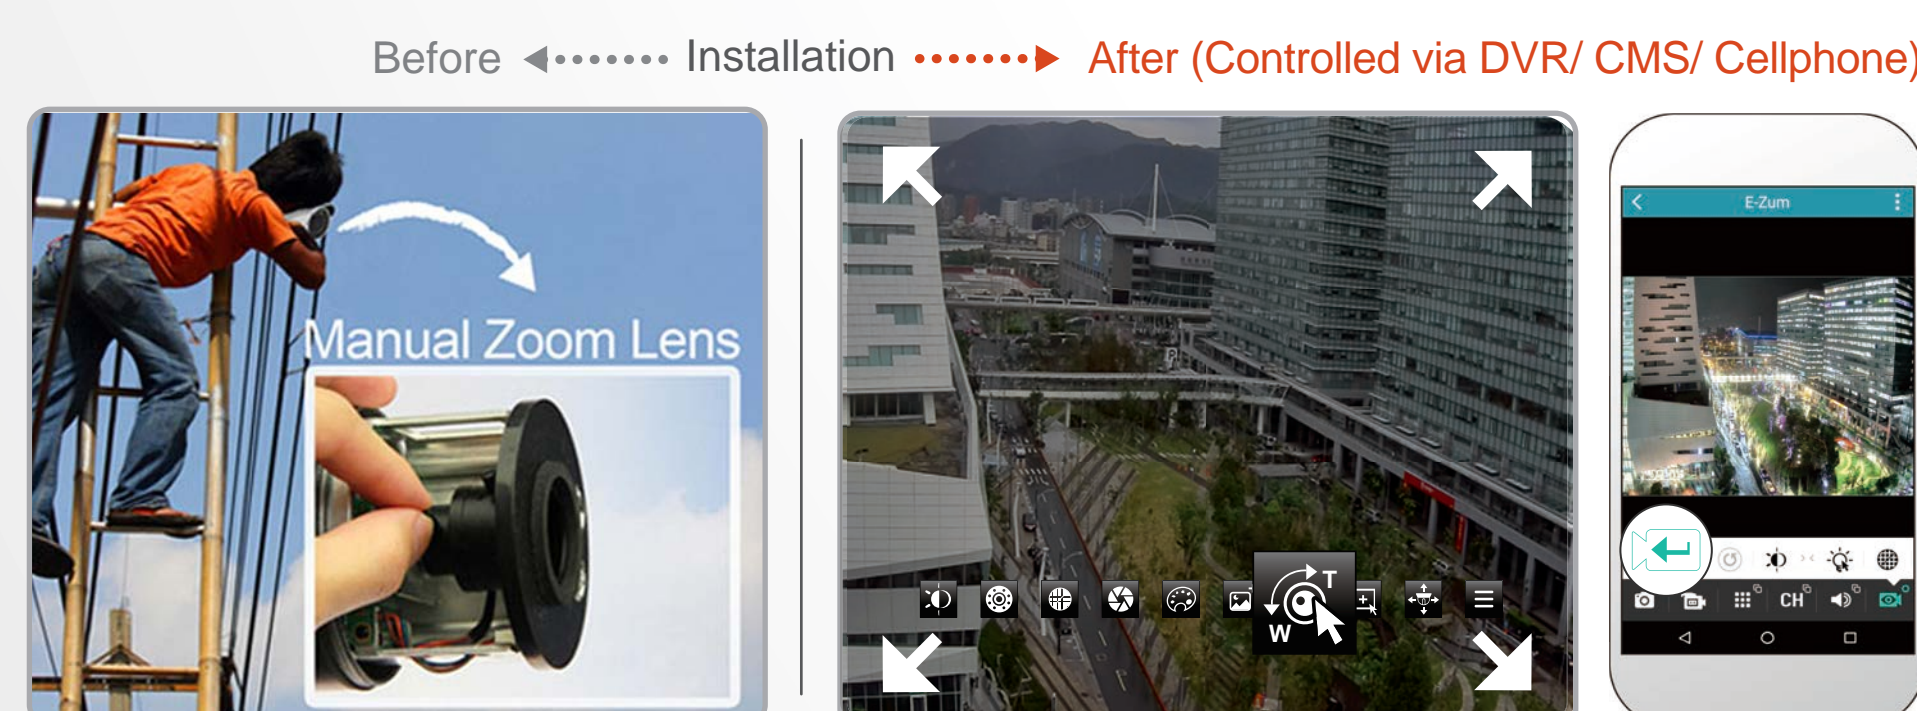 Before Installation After (Controlled via DVR/ CMS/ Cellphone)
Manual Zoom Lens
T
W
E-Zum
CH